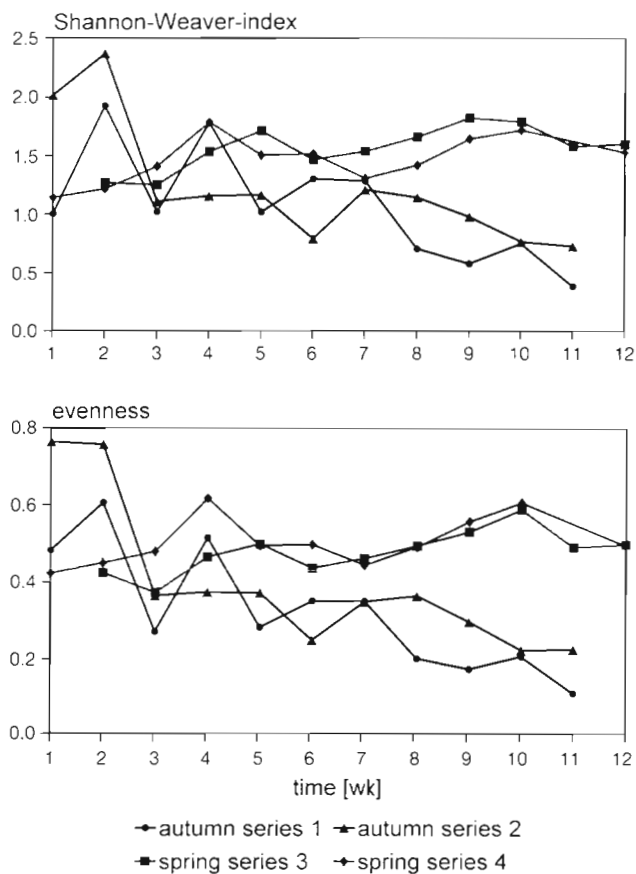 Shannon-Weaver-index
2.5
2.0
1.5
1.0
0.5
0.0
1 2 3 4 5 6 7 8 9 10 11 12
evenness
0.8
0.6
0.4
0.2
0.0
1 2 3 4 5 6 7 8 9 10 11 12
time [wk]
autumn series 1 autumn series 2
spring series 3 spring series 4